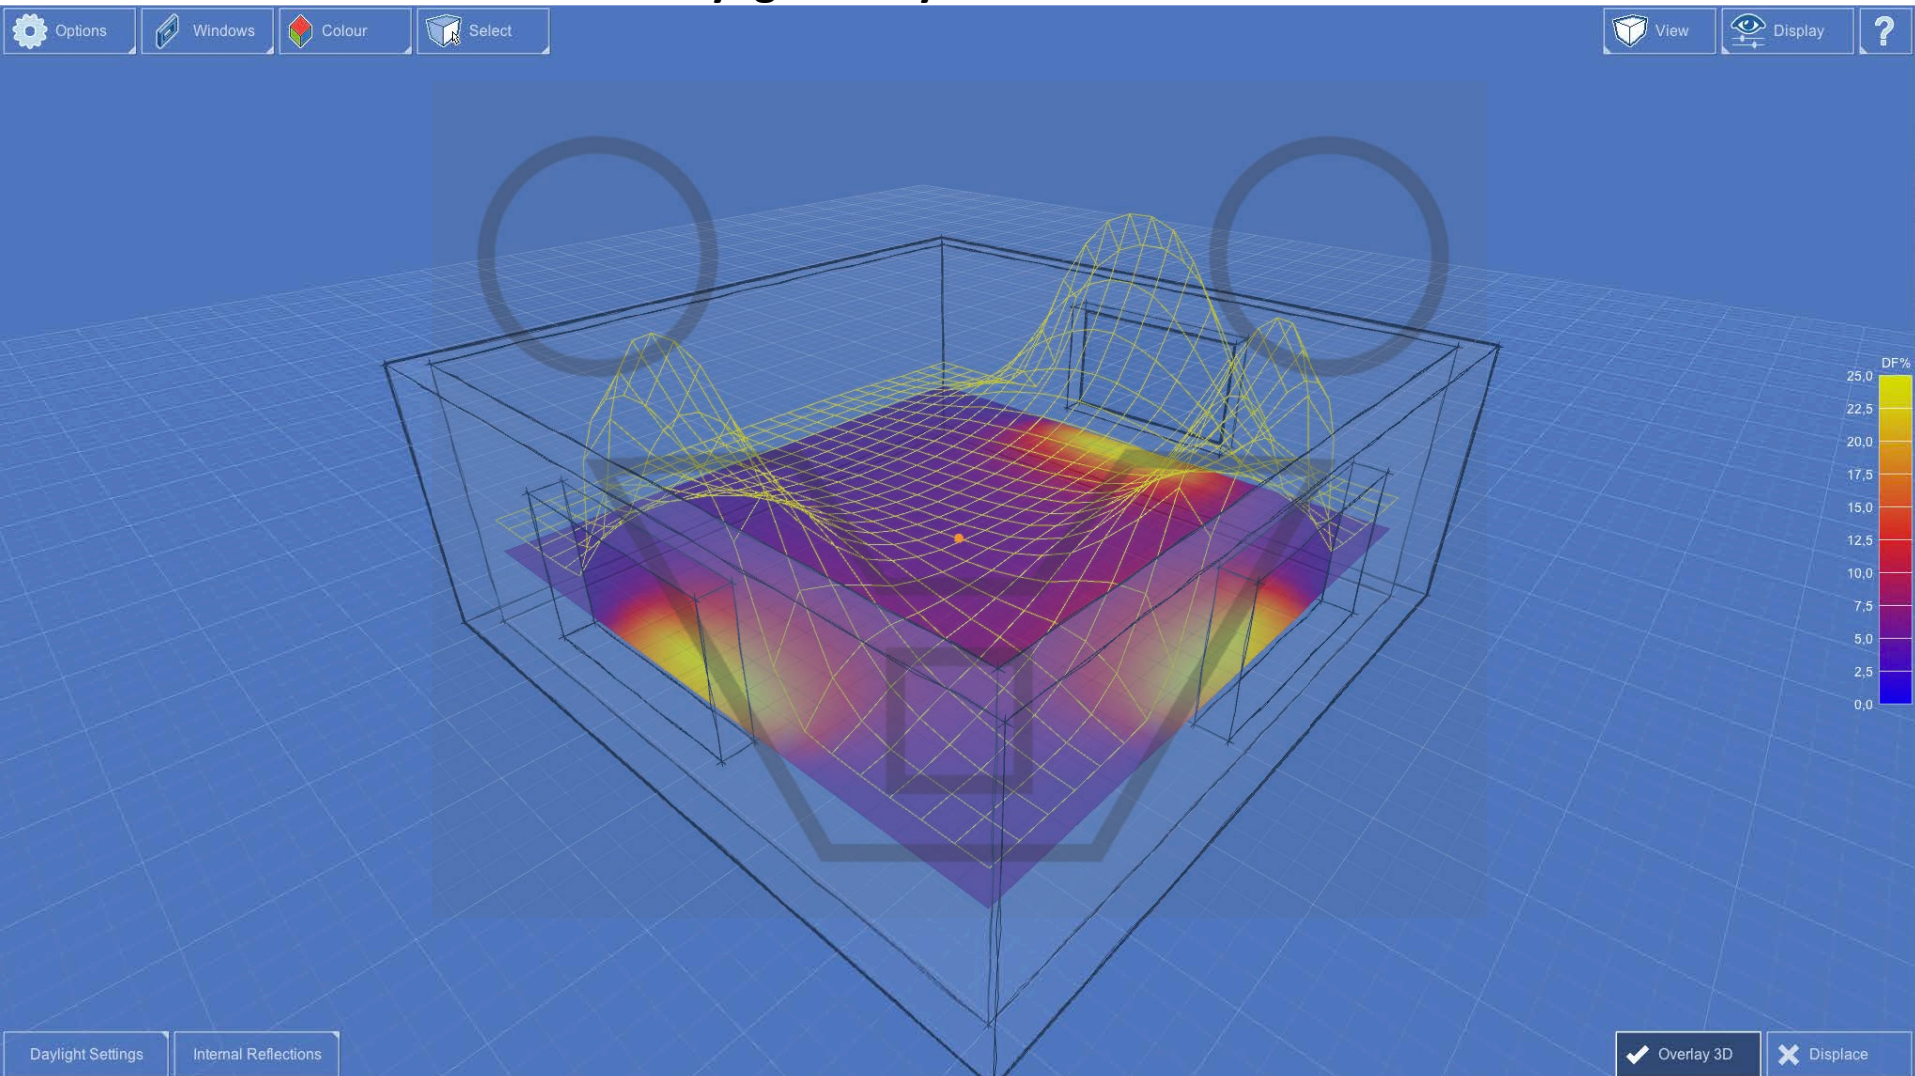 Options
Windows
Colour
Select
View
Display
?
DF%
25,0
22,5
20,0
17,5
15,0
12,5
10,0
7,5
5,0
2,5
0,0
Daylight Settings
Internal Reflections
Overlay 3D
Displace